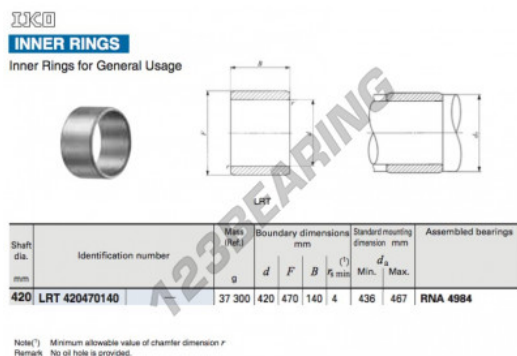 IKO
INNER RINGS
Inner Rings for General Usage
B
F
r
r
d
da
LRT
Shaft dia. mm
Identification number
Mass (Ref.) g
Boundary dimensions mm
d F B rs min (1)
Standard mounting dimension mm
da
Min. Max.
Assembled bearings
420 LRT 420470140 — 37 300 420 470 140 4 436 467 RNA 4984
Note(1) Minimum allowable value of chamfer dimension r
Remark No oil hole is provided.
123BEARING